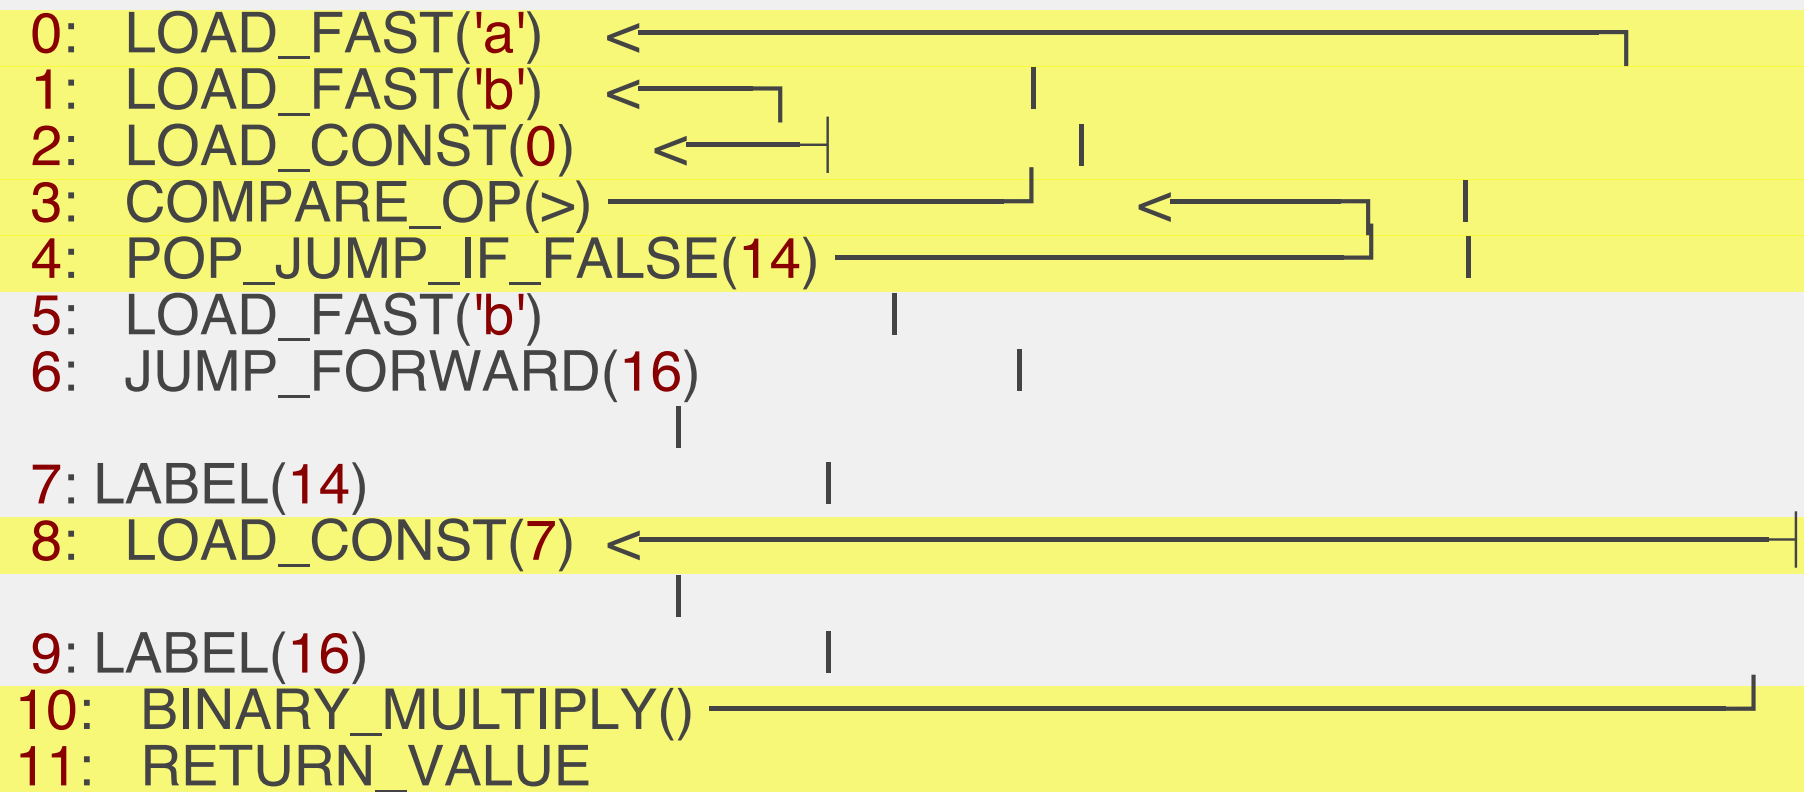 0: LOAD_FAST('a') <
1: LOAD_FAST('b') < |
2: LOAD_CONST(0) < |
3: COMPARE_OP(>) < |
4: POP_JUMP_IF_FALSE(14) |
5: LOAD_FAST('b') |
6: JUMP_FORWARD(16) |
|
7: LABEL(14) |
8: LOAD_CONST(7) <
|
9: LABEL(16) |
10: BINARY_MULTIPLY()
11: RETURN_VALUE